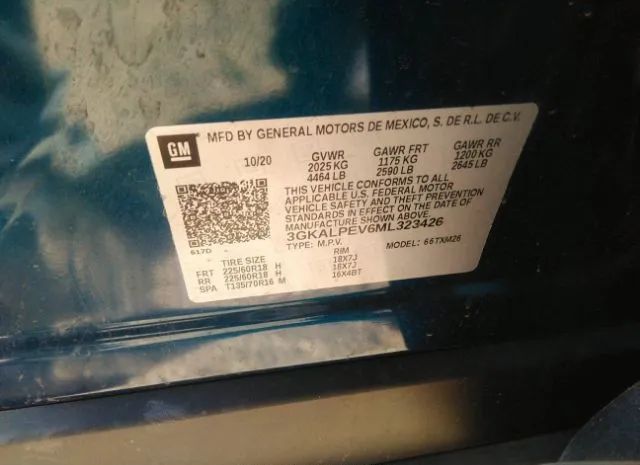 GM
MFD BY GENERAL MOTORS DE MEXICO, S. DE R.L. DE C.V.
10/20 GVWR GAWR FRT GAWR RR
2025 KG 1175 KG 1200 KG
4464 LB 2590 LB 2645 LB
THIS VEHICLE CONFORMS TO ALL
APPLICABLE U.S. FEDERAL MOTOR
VEHICLE SAFETY AND THEFT PREVENTION
STANDARDS IN EFFECT ON THE DATE OF
MANUFACTURE SHOWN ABOVE.
3GKALPEV6ML323426
TYPE: M.P.V. MODEL: 66TXM26
617D
TIRE SIZE RIM
FRT 225/60R18 H 18X7J
RR 225/60R18 H 18X7J
SPA T135/70R16 M 16X4BT